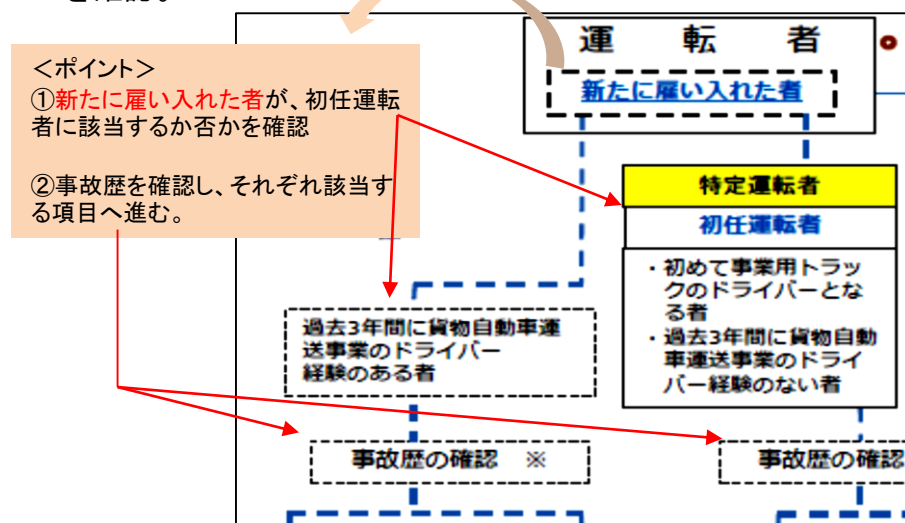 を確認。
運転者
新たに雇い入れた者
＜ポイント＞
①新たに雇い入れた者が、初任運転
者に該当するか否かを確認
②事故歴を確認し、それぞれ該当す
る項目へ進む。
特定運転者
初任運転者
・初めて事業用トラッ
クのドライバーとな
る者
・過去3年間に貨物自動
車運送事業のドライ
バー経験のない者
過去3年間に貨物自動車運
送事業のドライバー
経験のある者
事故歴の確認　※
事故歴の確認